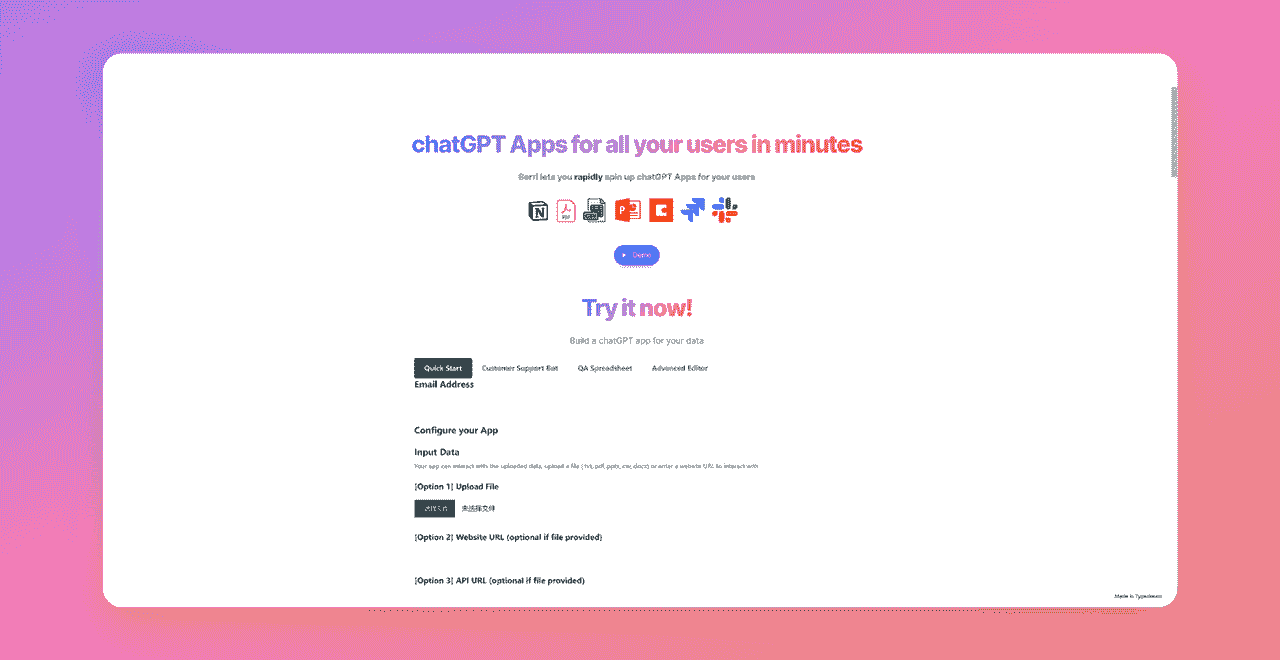 chatGPT Apps for all your users in minutes
Berri lets you rapidly spin up chatGPT Apps for your users
N
PDF
P
Demo
Try it now!
Build a chatGPT app for your data
Quick Start Customer Support Bot QA Spreadsheet Advanced Editor
Email Address
Configure your App
Input Data
Your app can interact with the uploaded data, upload a file (.txt, .pdf, .pptx, .csv, .docx) or enter a website URL to interact with
[Option 1] Upload File
选择文件 未选择文件
[Option 2] Website URL (optional if file provided)
[Option 3] API URL (optional if file provided)
Made in Typedream